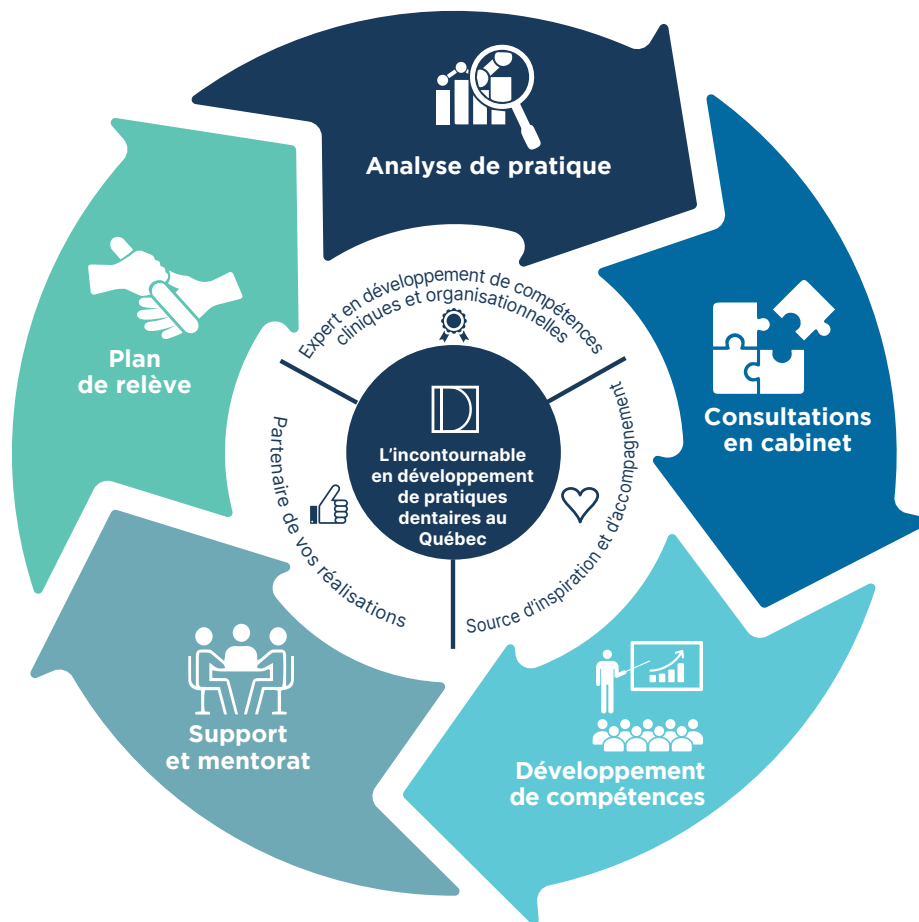 Analyse de pratique
Consultations
en cabinet
Développement
de compétences
Support
et mentorat
Plan
de relève
Expert en développement de compétences
cliniques et organisationnelles
Source d'inspiration et d'accompagnement
Partenaire de vos réalisations
L'incontournable
en développement
de pratiques
dentaires au
Québec